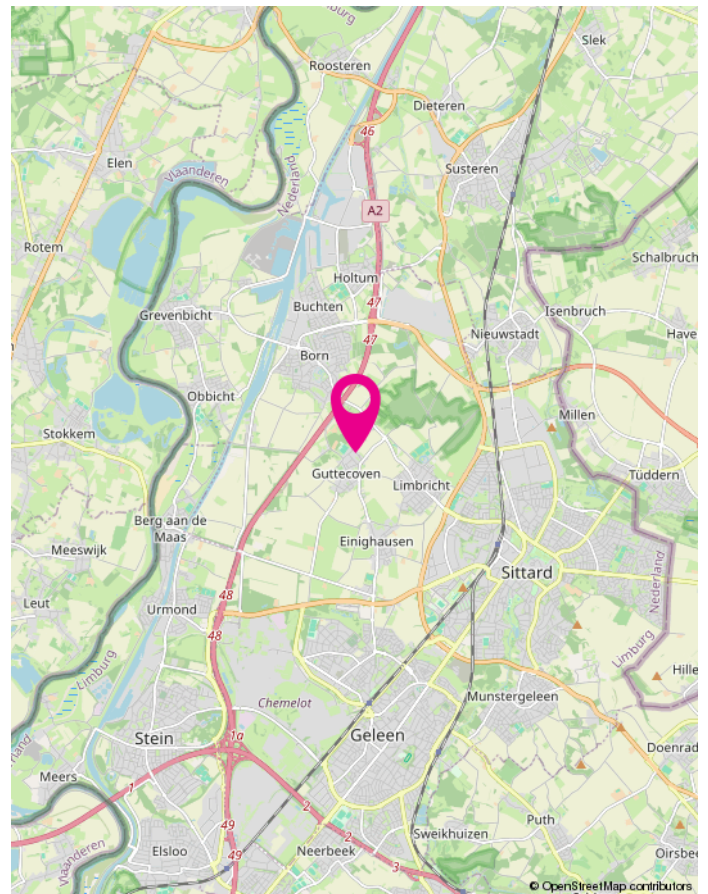 mburg
Slek
Roosteren
Dieteren
46
Elen
Susteren
Vlaanderen
Nederland
A2
Rotem
Schalbruch
Holtum
47
Buchten
Isenbruch
Grevenbicht
Nieuwstadt
Have
47
Born
Obbicht
Millen
Stokkem
Guttecoven
Limbricht
Tüddern
Berg aan de
Maas
Einighausen
Meeswijk
Sittard
Nederland
48
Leut
Urmond
48
Limburg
Limburg
Hille
Chemelot
Munstergeleen
Stein
1a
Geleen
Doenrad
Meers
erland
1
2
49
2
Puth
Sweikhuizen
Vlaanderen
Elsloo
49
Neerbeek
3
Oirsbe
© OpenStreetMap contributors